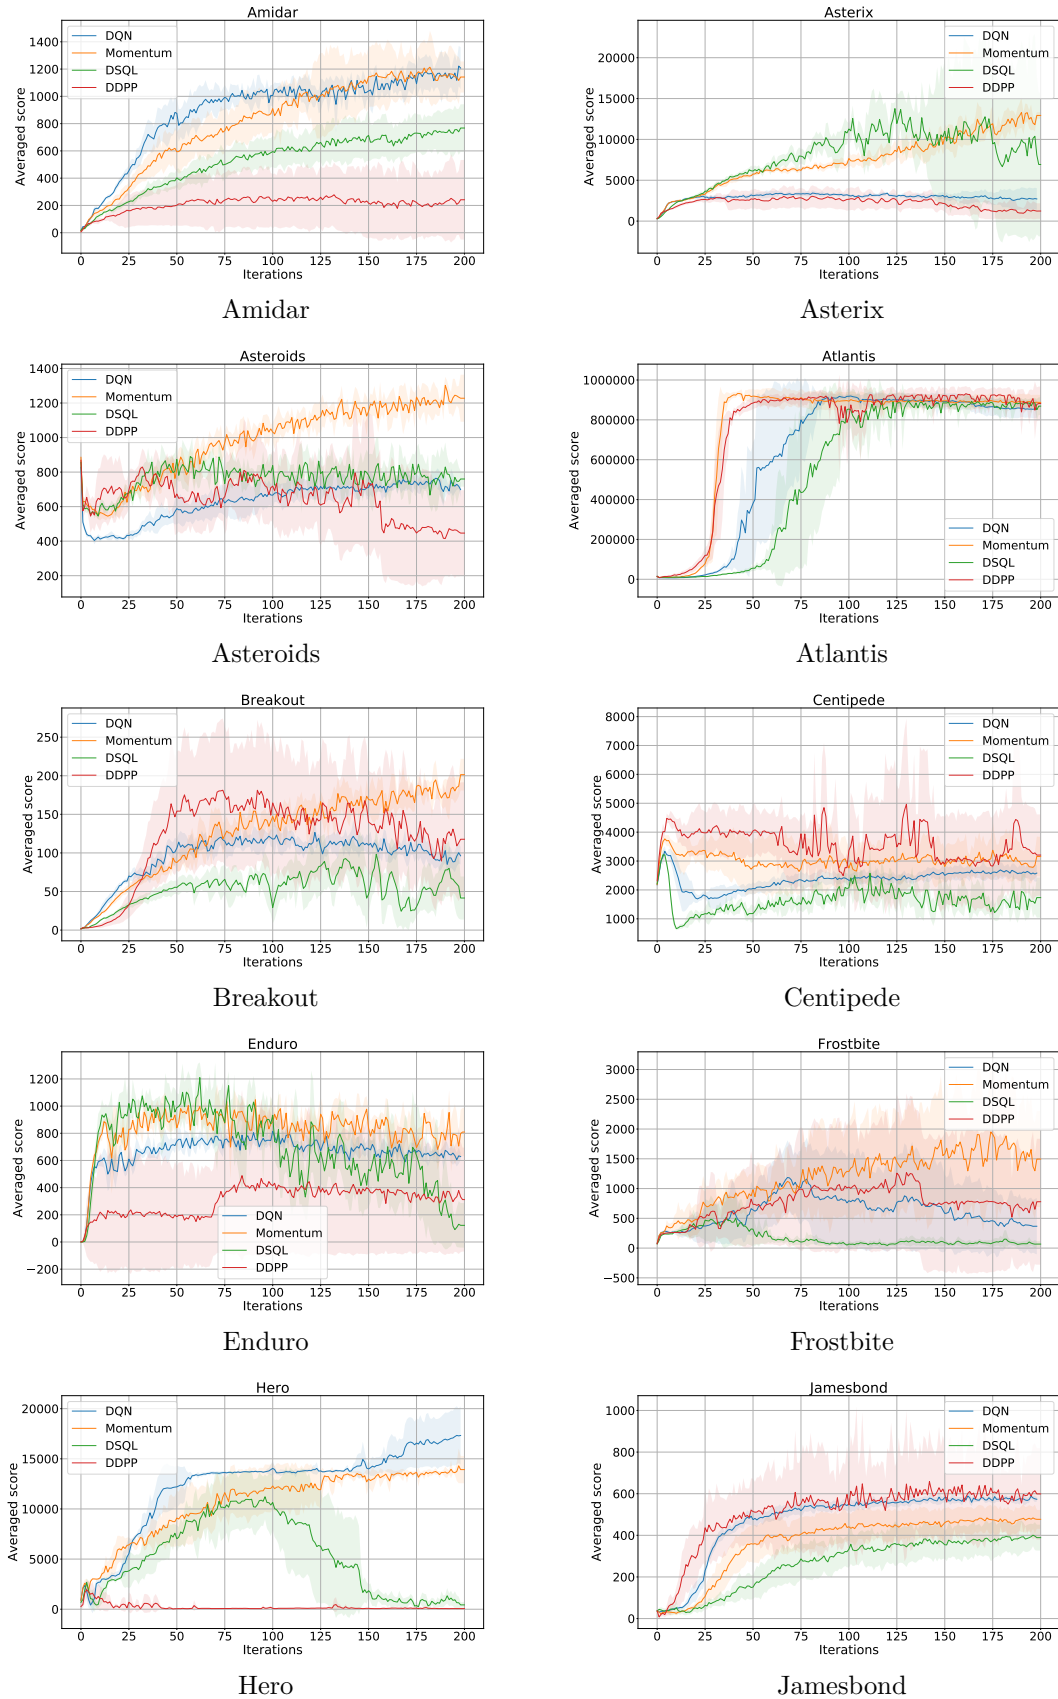 Amidar
Averaged score
1400
1200
1000
800
600
400
200
0
DQN
Momentum
DSQL
DDPP
0 25 50 75 100 125 150 175 200
Iterations
Amidar
Asterix
Averaged score
20000
15000
10000
5000
0
DQN
Momentum
DSQL
DDPP
0 25 50 75 100 125 150 175 200
Iterations
Asterix
Asteroids
Averaged score
1400
1200
1000
800
600
400
200
DQN
Momentum
DSQL
DDPP
0 25 50 75 100 125 150 175 200
Iterations
Asteroids
Atlantis
Averaged score
1000000
800000
600000
400000
200000
0
DQN
Momentum
DSQL
DDPP
0 25 50 75 100 125 150 175 200
Iterations
Atlantis
Breakout
Averaged score
250
200
150
100
50
0
DQN
Momentum
DSQL
DDPP
0 25 50 75 100 125 150 175 200
Iterations
Breakout
Centipede
Averaged score
8000
7000
6000
5000
4000
3000
2000
1000
DQN
Momentum
DSQL
DDPP
0 25 50 75 100 125 150 175 200
Iterations
Centipede
Enduro
Averaged score
1200
1000
800
600
400
200
0
−200
DQN
Momentum
DSQL
DDPP
0 25 50 75 100 125 150 175 200
Iterations
Enduro
Frostbite
Averaged score
3000
2500
2000
1500
1000
500
0
−500
DQN
Momentum
DSQL
DDPP
0 25 50 75 100 125 150 175 200
Iterations
Frostbite
Hero
Averaged score
20000
15000
10000
5000
0
DQN
Momentum
DSQL
DDPP
0 25 50 75 100 125 150 175 200
Iterations
Hero
Jamesbond
Averaged score
1000
800
600
400
200
0
DQN
Momentum
DSQL
DDPP
0 25 50 75 100 125 150 175 200
Iterations
Jamesbond